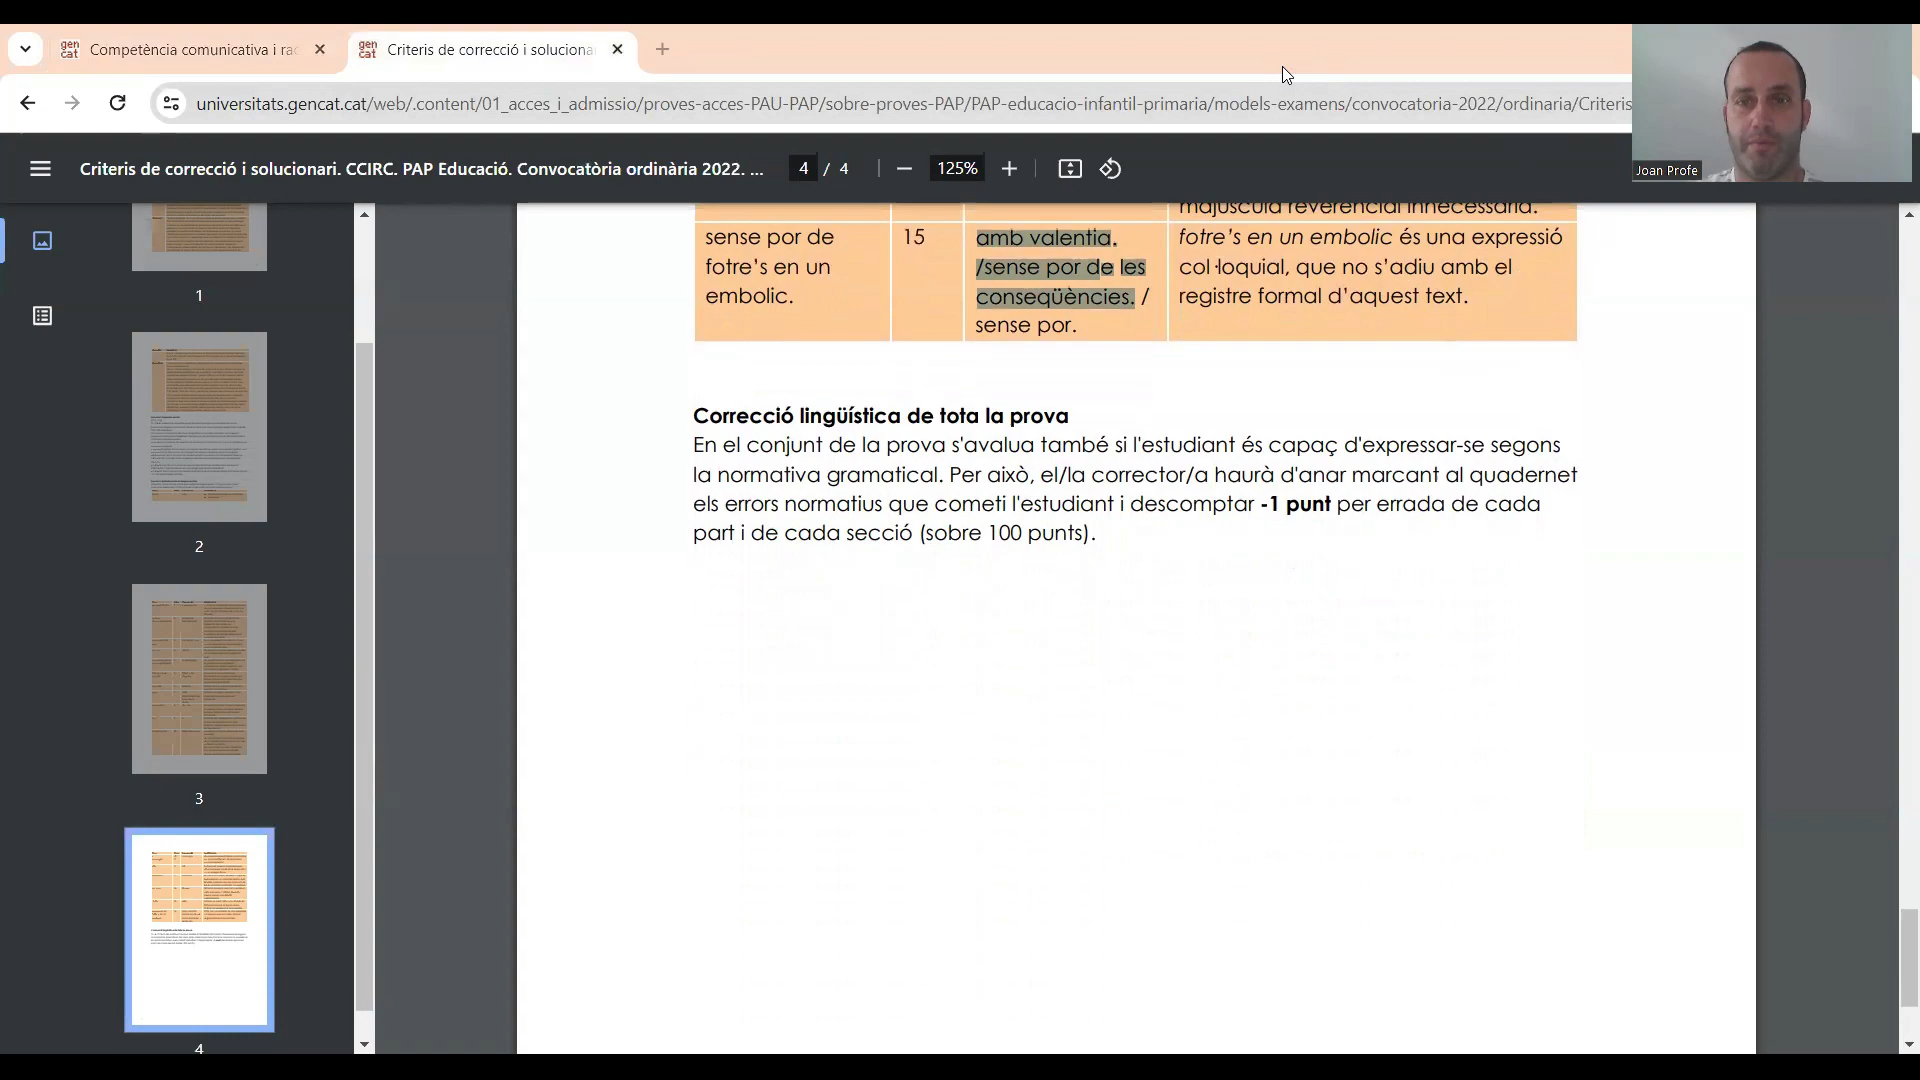 gen
cat
Competència comunicativa i rac
gen
cat
Criteris de correcció i soluciona
universitats.gencat.cat/web/.content/01_acces_i_admissio/proves-acces-PAU-PAP/sobre-proves-PAP/PAP-educacio-infantil-primaria/models-examens/convocatoria-2022/ordinaria/Criteris
Joan Profe
Criteris de correcció i solucionari. CCIRC. PAP Educació. Convocatòria ordinària 2022. ...
4 / 4
125%
1
2
3
4
majúscula reverencial innecessària.
sense por de
fotre's en un
embolic.
15
amb valentia.
/sense por de les
conseqüències. /
sense por.
fotre's en un embolic és una expressió
col·loquial, que no s'adiu amb el
registre formal d'aquest text.
Correcció lingüística de tota la prova
En el conjunt de la prova s'avalua també si l'estudiant és capaç d'expressar-se segons
la normativa gramatical. Per això, el/la corrector/a haurà d'anar marcant al quadernet
els errors normatius que cometi l'estudiant i descomptar -1 punt per errada de cada
part i de cada secció (sobre 100 punts).